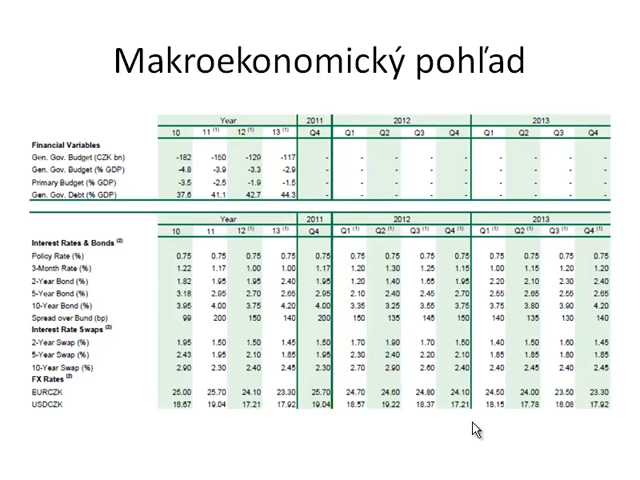 Makroekonomický pohľad
Year 2011 2012 2013
10 11 (1) 12 (1) 13 (1) Q4 Q1 Q2 Q3 Q4 Q1 Q2 Q3 Q4
Financial Variables
Gen. Gov. Budget (CZK bn) -182 -150 -129 -117 - - - - - - - - -
Gen. Gov. Budget (% GDP) -4.8 -3.9 -3.3 -2.9 - - - - - - - - -
Primary Budget (% GDP) -3.5 -2.5 -1.9 -1.5 - - - - - - - - -
Gen. Gov. Debt (% GDP) 37.6 41.1 42.7 44.3 - - - - - - - - -
Year 2011 2012 2013
10 11 12 (1) 13 (1) Q4 Q1 (1) Q2 (1) Q3 (1) Q4 (1) Q1 (1) Q2 (1) Q3 (1) Q4 (1)
Interest Rates & Bonds (2)
Policy Rate (%) 0.75 0.75 0.75 0.75 0.75 0.75 0.75 0.75 0.75 0.75 0.75 0.75 0.75
3-Month Rate (%) 1.22 1.17 1.00 1.00 1.17 1.20 1.30 1.25 1.15 1.00 1.15 1.20 1.20
2-Year Bond (%) 1.82 1.95 1.95 2.40 1.95 1.20 1.40 1.65 1.95 2.20 2.10 2.30 2.40
5-Year Bond (%) 3.18 2.95 2.70 2.65 2.95 2.10 2.40 2.45 2.70 2.55 2.65 2.55 2.65
10-Year Bond (%) 3.95 4.00 3.75 4.20 4.00 3.35 3.25 3.55 3.75 3.75 3.80 3.90 4.20
Spread over Bund (bp) 99 200 150 140 200 150 135 145 150 140 135 130 140
Interest Rate Swaps (2)
2-Year Swap (%) 1.95 1.50 1.50 1.45 1.50 1.70 1.90 1.70 1.50 1.40 1.50 1.60 1.45
5-Year Swap (%) 2.43 1.95 2.10 1.85 1.95 2.30 2.40 2.20 2.10 1.85 1.85 1.80 1.85
10-Year Swap (%) 2.90 2.30 2.40 2.45 2.30 2.70 2.90 2.60 2.40 2.40 2.45 2.40 2.45
FX Rates (2)
EURCZK 25.00 25.70 24.10 23.30 25.70 24.70 24.60 24.80 24.10 24.50 24.00 23.50 23.30
USDCZK 18.67 19.04 17.21 17.92 19.04 18.57 19.22 18.37 17.21 18.15 17.78 18.08 17.92